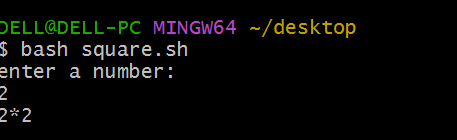 DELL@DELL-PC MINGW64 ~/desktop
$ bash square.sh
enter a number:
2
2*2